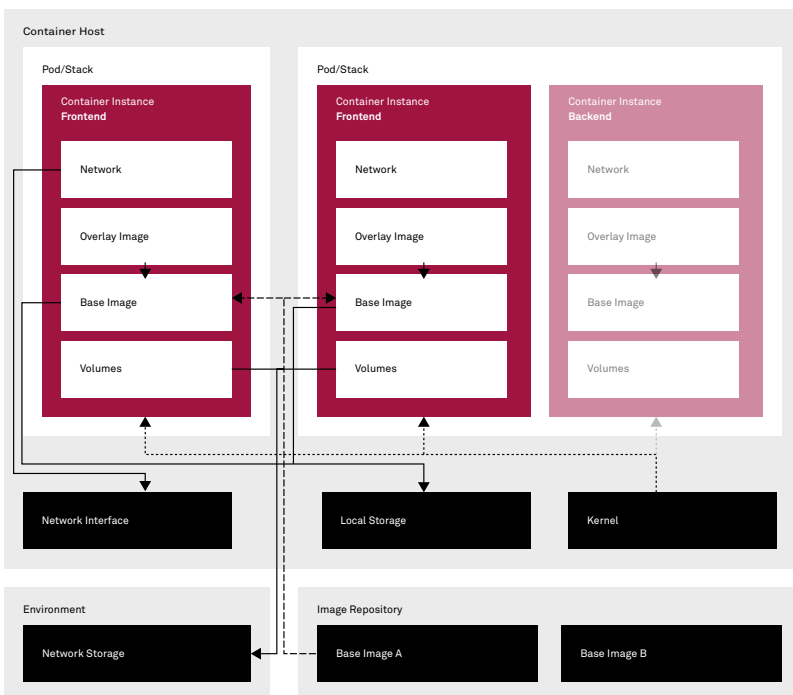 Container Host
Pod/Stack
Container Instance
Frontend
Network
Overlay Image
Base Image
Volumes
Pod/Stack
Container Instance
Frontend
Network
Overlay Image
Base Image
Volumes
Container Instance
Backend
Network
Overlay Image
Base Image
Volumes
Network Interface
Local Storage
Kernel
Environment
Network Storage
Image Repository
Base Image A
Base Image B